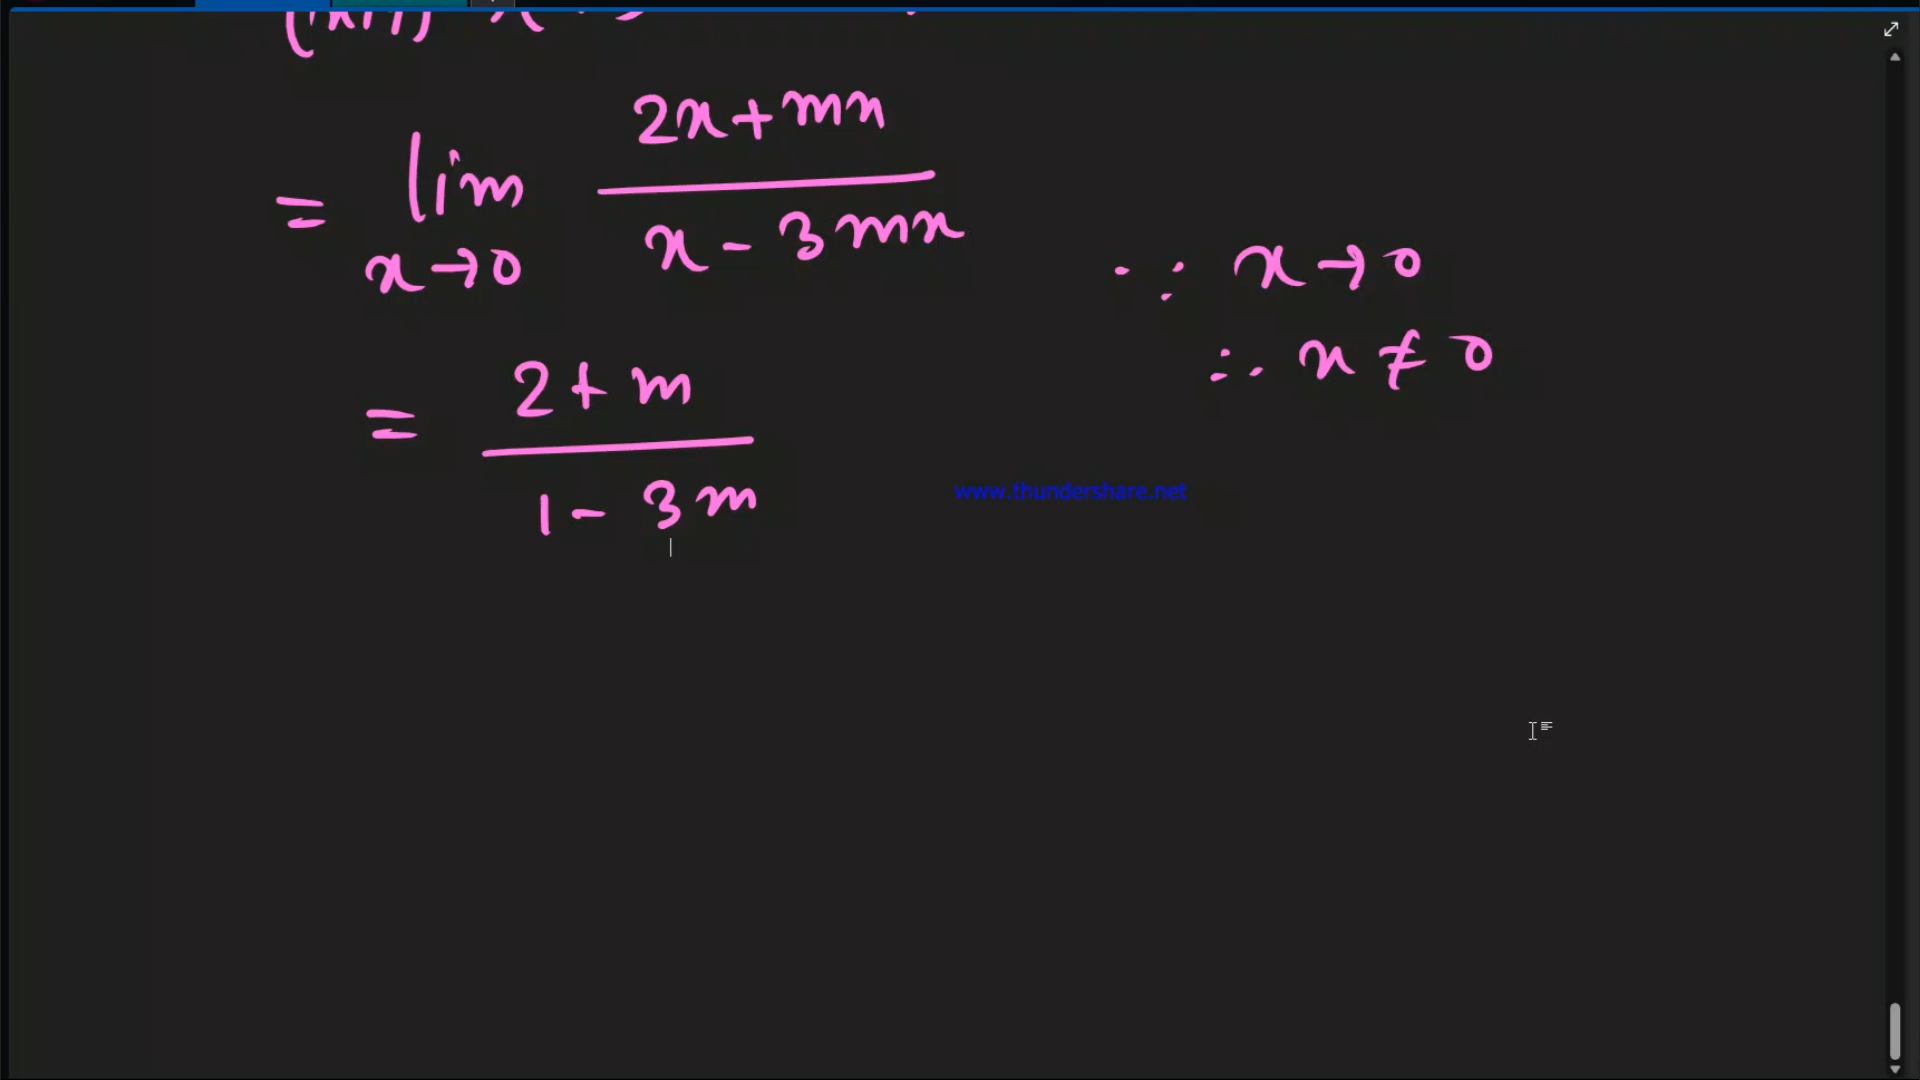 = lim x→0 (2x+mx)/(x-3mx)
∵ x→0
∴ x≠0
= (2+m)/(1-3m)
www.thundershare.net